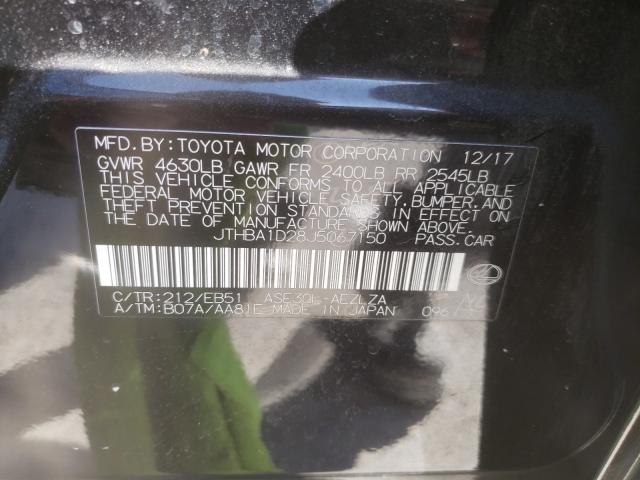 MFD.BY:TOYOTA MOTOR CORPORATION 12/17
GVWR 4630LB GAWR FR 2400LB RR 2545LB
THIS VEHICLE CONFORMS TO ALL APPLICABLE
FEDERAL MOTOR VEHICLE SAFETY,BUMPER,AND
THEFT PREVENTION STANDARDS IN EFFECT ON
THE DATE OF MANUFACTURE SHOWN ABOVE.
JTHBA1D28J5067150 PASS.CAR
C/TR:212/EB51 ASE30L-AEZLZA
A/TM:B07A/AA81E MADE IN JAPAN 096